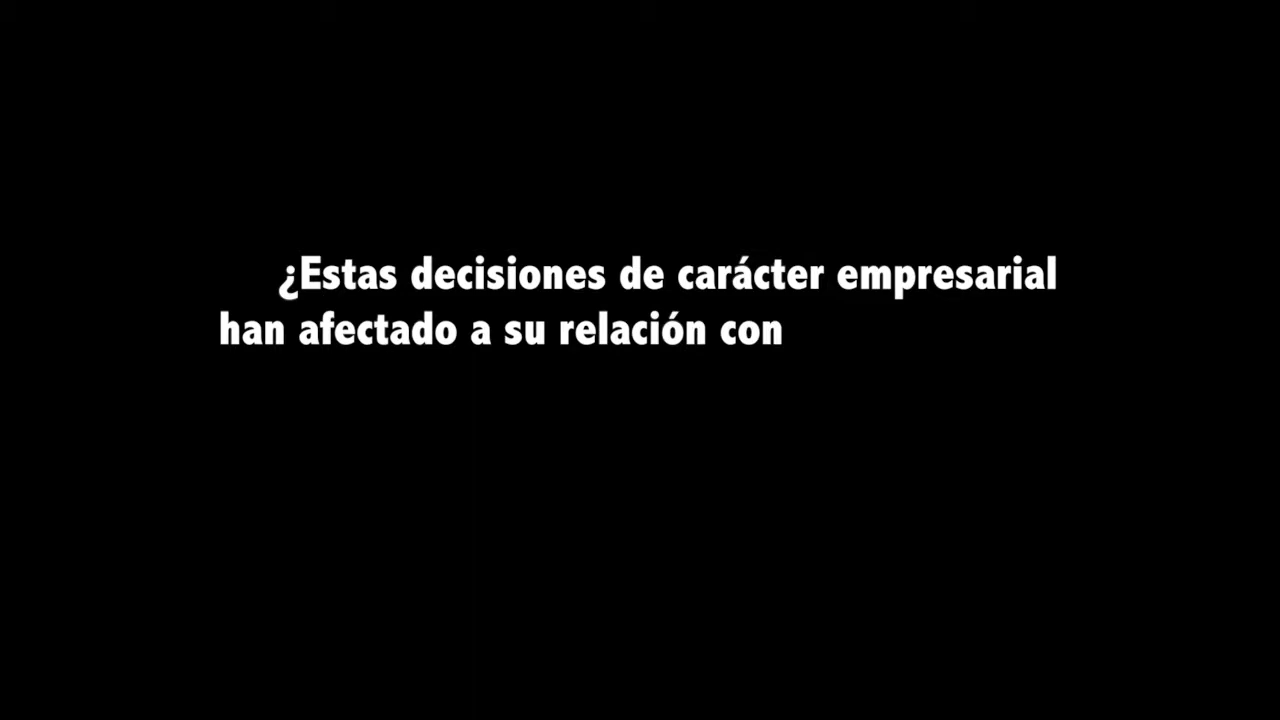 ¿Estas decisiones de carácter empresarial
han afectado a su relación con